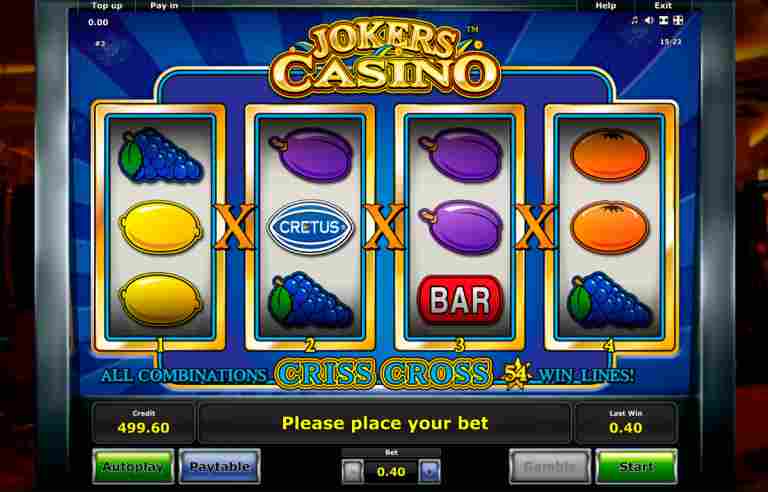 Top up Pay in Help Exit
0.00
#2 15:22
JOKERS™
CASINO
X X X
CRETUS
BAR
1 2 3 4
ALL COMBINATIONS CRISS CROSS 54 WIN LINES!
Credit
499.60
Please place your bet
Last Win
0.40
Autoplay
Paytable
Bet
0.40
Gamble
Start